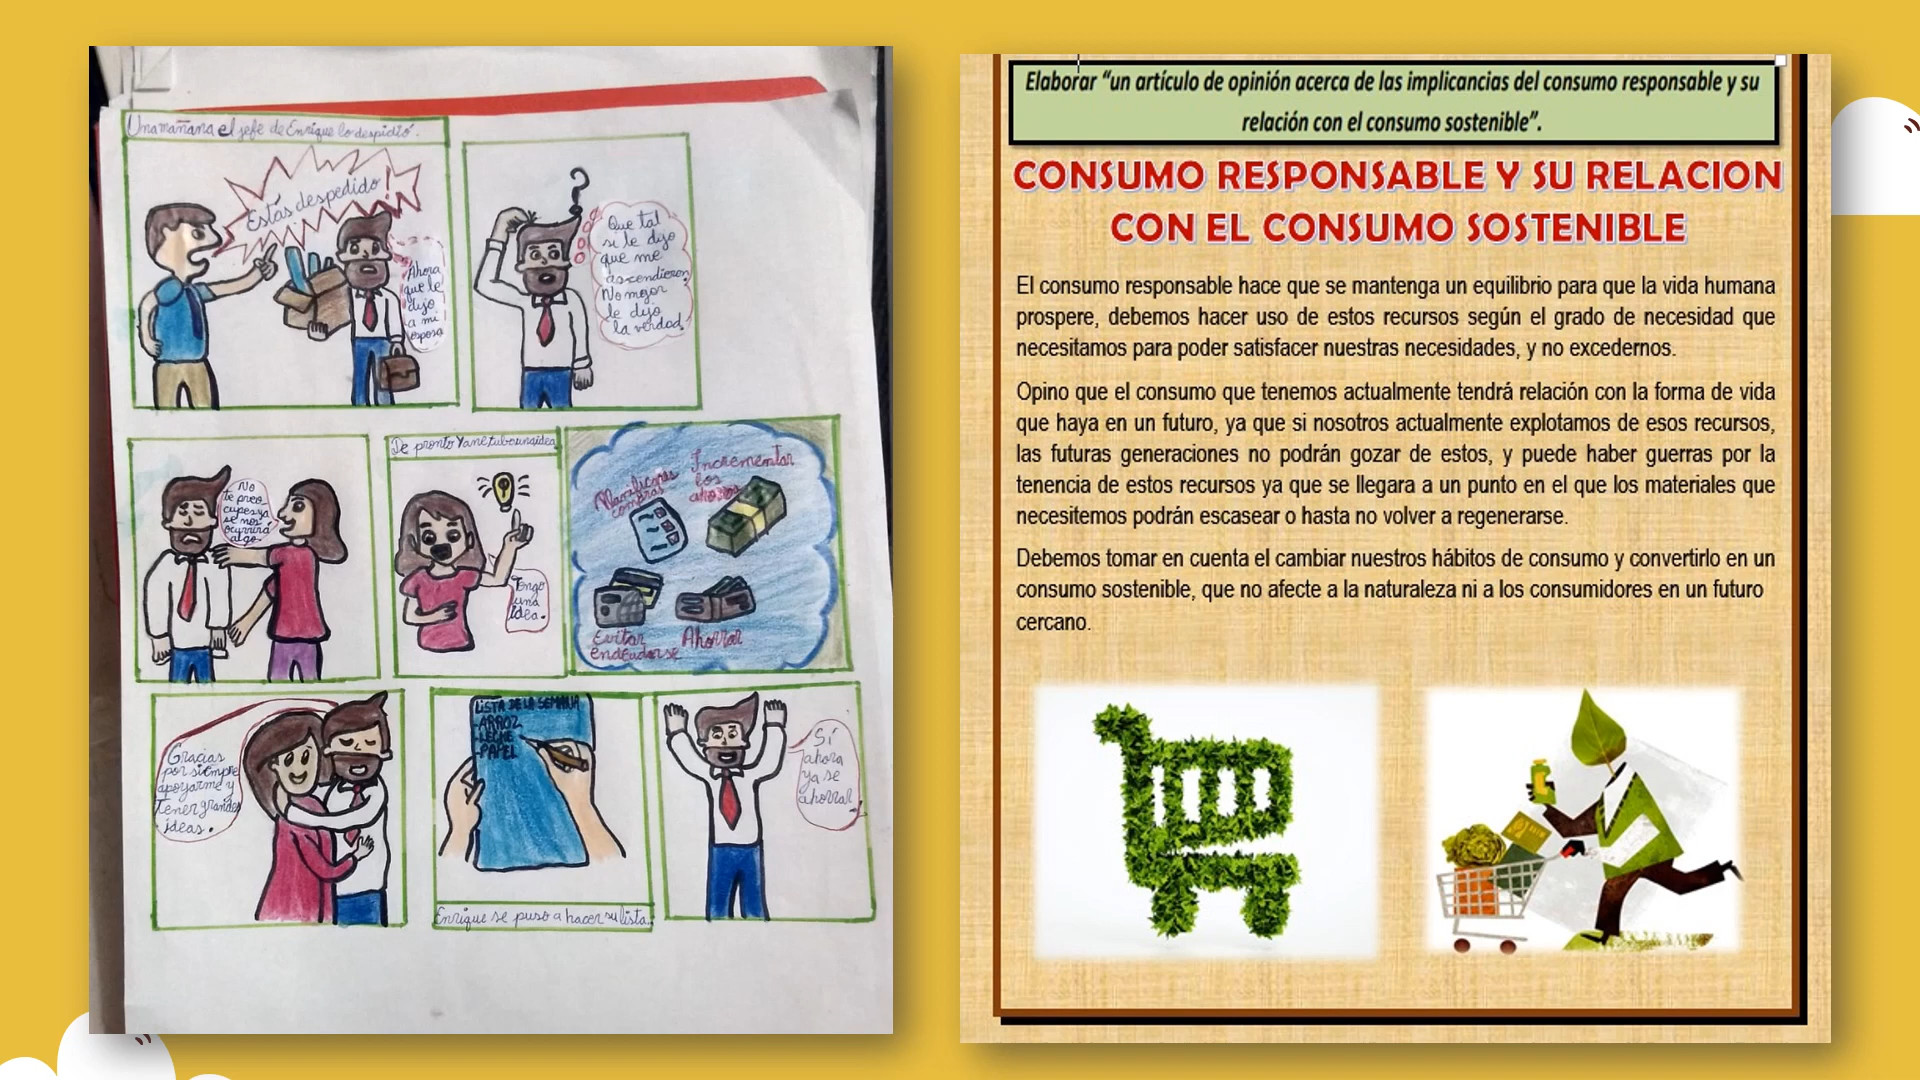 Una mañana el jefe de Enrique lo despidió.
Estás despedido!
Ahora
que le
dijo
a mi
esposa
?
Que tal
si le dijo
que me
ascendieron
No mejor
le dijo
la verdad
No
te preo
cupes ya
se nos
ocurrirá
algo.
De pronto Yane tubo una idea
Tengo
una
idea.
Incrementar
los
ahorros
compras
Evitar
endeudarse
Ahorrar
Gracias
por siempre
apoyarme y
tener grandes
ideas.
LISTA DE LA SEMANA
-ARROZ
-LECHE
-PAPEL
Enrique se puso a hacer su lista.
Sí
ahora
ya se
ahorrar
Elaborar “un artículo de opinión acerca de las implicancias del consumo responsable y su
relación con el consumo sostenible”.
CONSUMO RESPONSABLE Y SU RELACION
CON EL CONSUMO SOSTENIBLE
El consumo responsable hace que se mantenga un equilibrio para que la vida humana
prospere, debemos hacer uso de estos recursos según el grado de necesidad que
necesitamos para poder satisfacer nuestras necesidades, y no excedernos.
Opino que el consumo que tenemos actualmente tendrá relación con la forma de vida
que haya en un futuro, ya que si nosotros actualmente explotamos de esos recursos,
las futuras generaciones no podrán gozar de estos, y puede haber guerras por la
tenencia de estos recursos ya que se llegara a un punto en el que los materiales que
necesitemos podrán escasear o hasta no volver a regenerarse.
Debemos tomar en cuenta el cambiar nuestros hábitos de consumo y convertirlo en un
consumo sostenible, que no afecte a la naturaleza ni a los consumidores en un futuro
cercano.